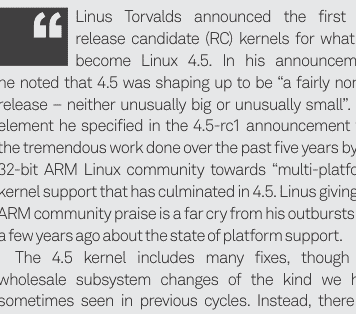 “
Linus Torvalds announced the first
release candidate (RC) kernels for what
become Linux 4.5. In his announcem
he noted that 4.5 was shaping up to be “a fairly nor
release – neither unusually big or unusually small”.
element he specified in the 4.5-rc1 announcement
the tremendous work done over the past five years by
32-bit ARM Linux community towards “multi-platfo
kernel support that has culminated in 4.5. Linus giving
ARM community praise is a far cry from his outbursts
a few years ago about the state of platform support.
The 4.5 kernel includes many fixes, though
wholesale subsystem changes of the kind we h
sometimes seen in previous cycles. Instead, there